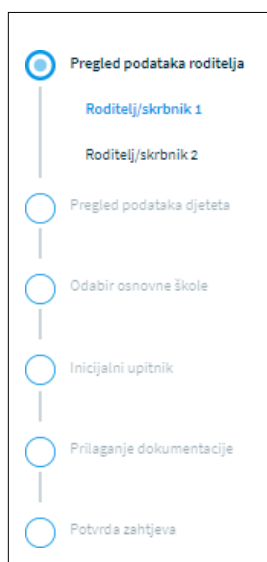 Pregled podataka roditelja
Roditelj/skrbnik 1
Roditelj/skrbnik 2
Pregled podataka djeteta
Odabir osnovne škole
Inicijalni upitnik
Prilaganje dokumentacije
Potvrda zahtjeva